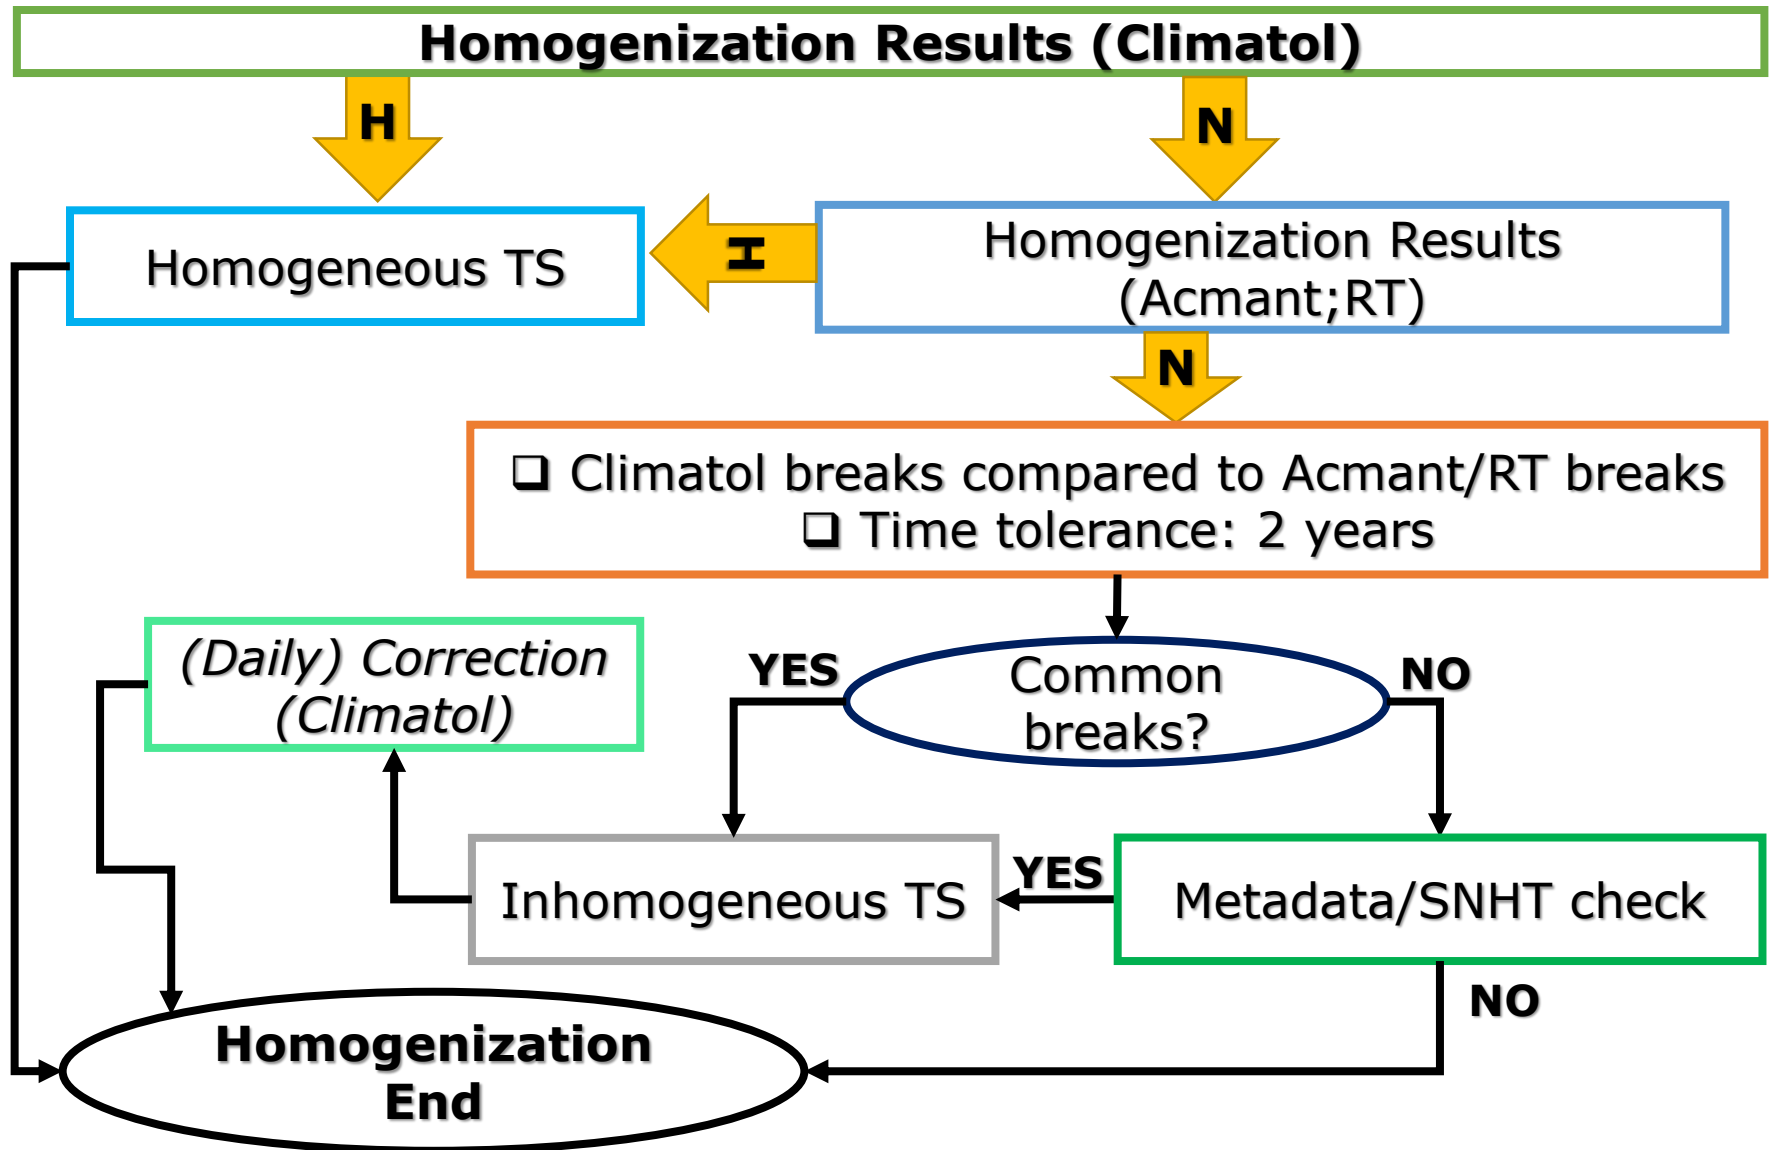 Homogenization Results (Climatol)
H
N
Homogeneous TS
H
Homogenization Results
(Acmant;RT)
N
❑ Climatol breaks compared to Acmant/RT breaks
❑ Time tolerance: 2 years
(Daily) Correction
(Climatol)
YES
Common
breaks?
NO
Inhomogeneous TS
YES
Metadata/SNHT check
NO
Homogenization
End